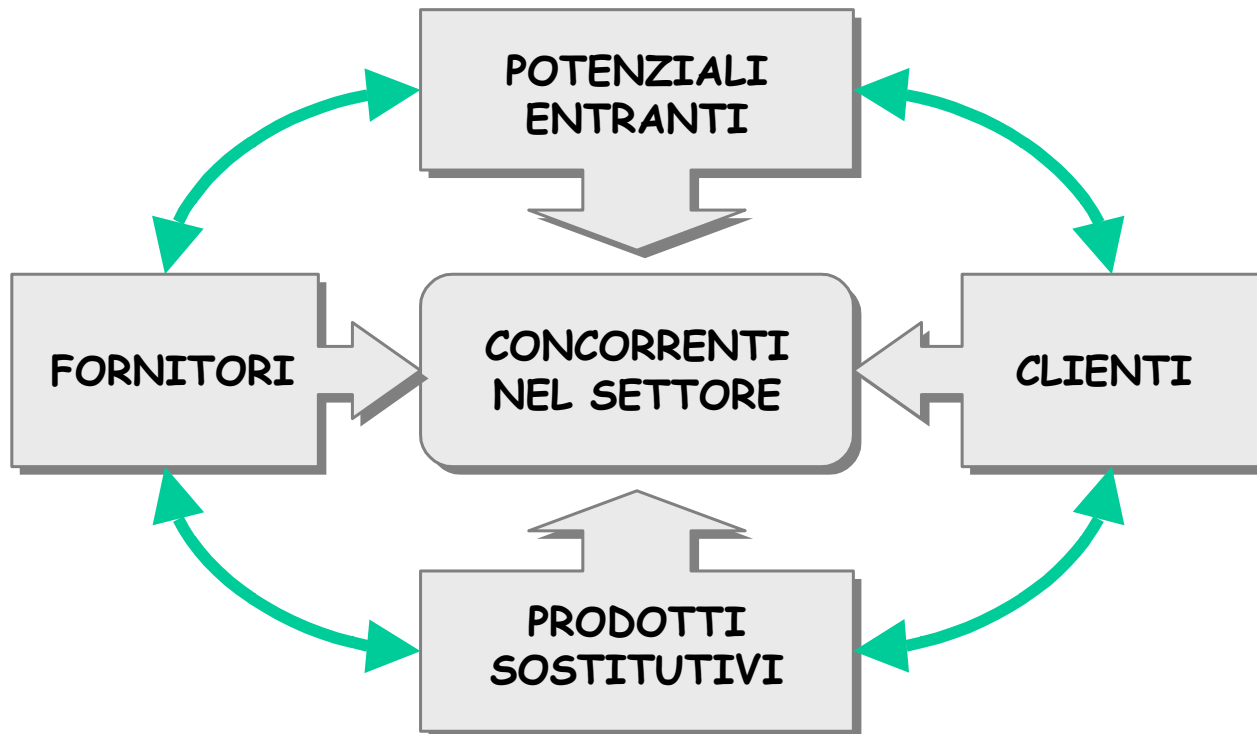 POTENZIALI
ENTRANTI
FORNITORI
CONCORRENTI
NEL SETTORE
CLIENTI
PRODOTTI
SOSTITUTIVI